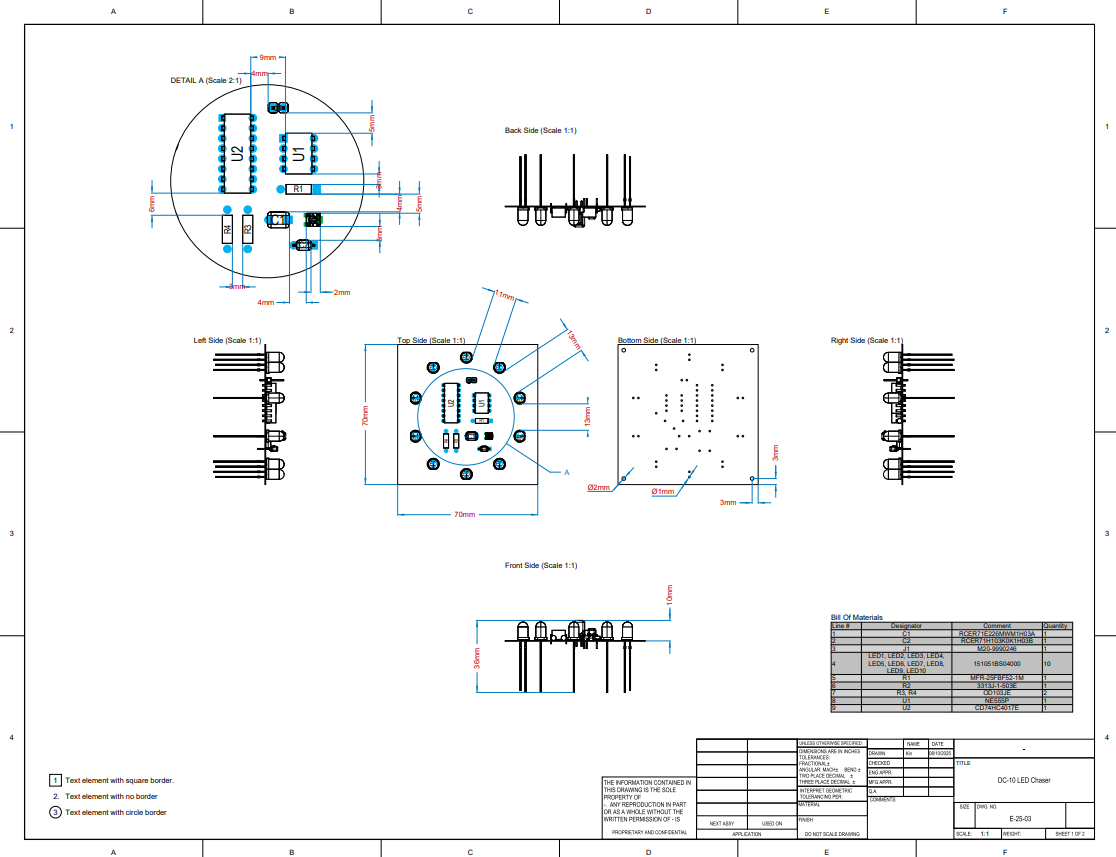 A B C D E F
1
1
2
2
3
3
4
4
DETAIL A (Scale 2:1)
9mm
4mm
5mm
U2
U1
R1
6mm
4mm
5mm
R4
R3
3mm
4mm
2mm
Back Side (Scale 1:1)
Left Side (Scale 1:1)
Top Side (Scale 1:1)
11mm
13mm
13mm
70mm
70mm
U2
U1
A
Bottom Side (Scale 1:1)
Ø2mm
Ø1mm
3mm
3mm
Right Side (Scale 1:1)
Front Side (Scale 1:1)
10mm
36mm
Bill Of Materials
Line # Designator Comment Quantity
1 C1 RCER71E226MWM1H03A 1
2 C2 RCER71H103K0K1H03B 1
3 J1 M20-9990246 1
4 LED1, LED2, LED3, LED4, LED5, LED6, LED7, LED8, LED9, LED10 151051BS04000 10
5 R1 MFR-25FBF52-1M 1
6 R2 3313J-1-503E 1
7 R3, R4 OD103JE 2
8 U1 NE555P 1
9 U2 CD74HC4017E 1
1 Text element with square border.
2. Text element with no border
3 Text element with circle border
THE INFORMATION CONTAINED IN
THIS DRAWING IS THE SOLE
PROPERTY OF
-. ANY REPRODUCTION IN PART
OR AS A WHOLE WITHOUT THE
WRITTEN PERMISSION OF - IS
PROPRIETARY AND CONFIDENTIAL
NEXT ASSY USED ON
APPLICATION
UNLESS OTHERWISE SPECIFIED:
DIMENSIONS ARE IN INCHES
TOLERANCES:
FRACTIONAL ±
ANGULAR: MACH± BEND ±
TWO PLACE DECIMAL ±
THREE PLACE DECIMAL ±
INTERPRET GEOMETRIC
TOLERANCING PER:
MATERIAL
FINISH
DO NOT SCALE DRAWING
NAME DATE
DRAWN Kin 08/10/2025
CHECKED
ENG APPR.
MFG APPR.
Q.A
COMMENTS:
-
TITLE
DC-10 LED Chaser
SIZE DWG. NO.
E-25-03
SCALE: 1:1 WEIGHT: SHEET 1 OF 2
A B C D E F